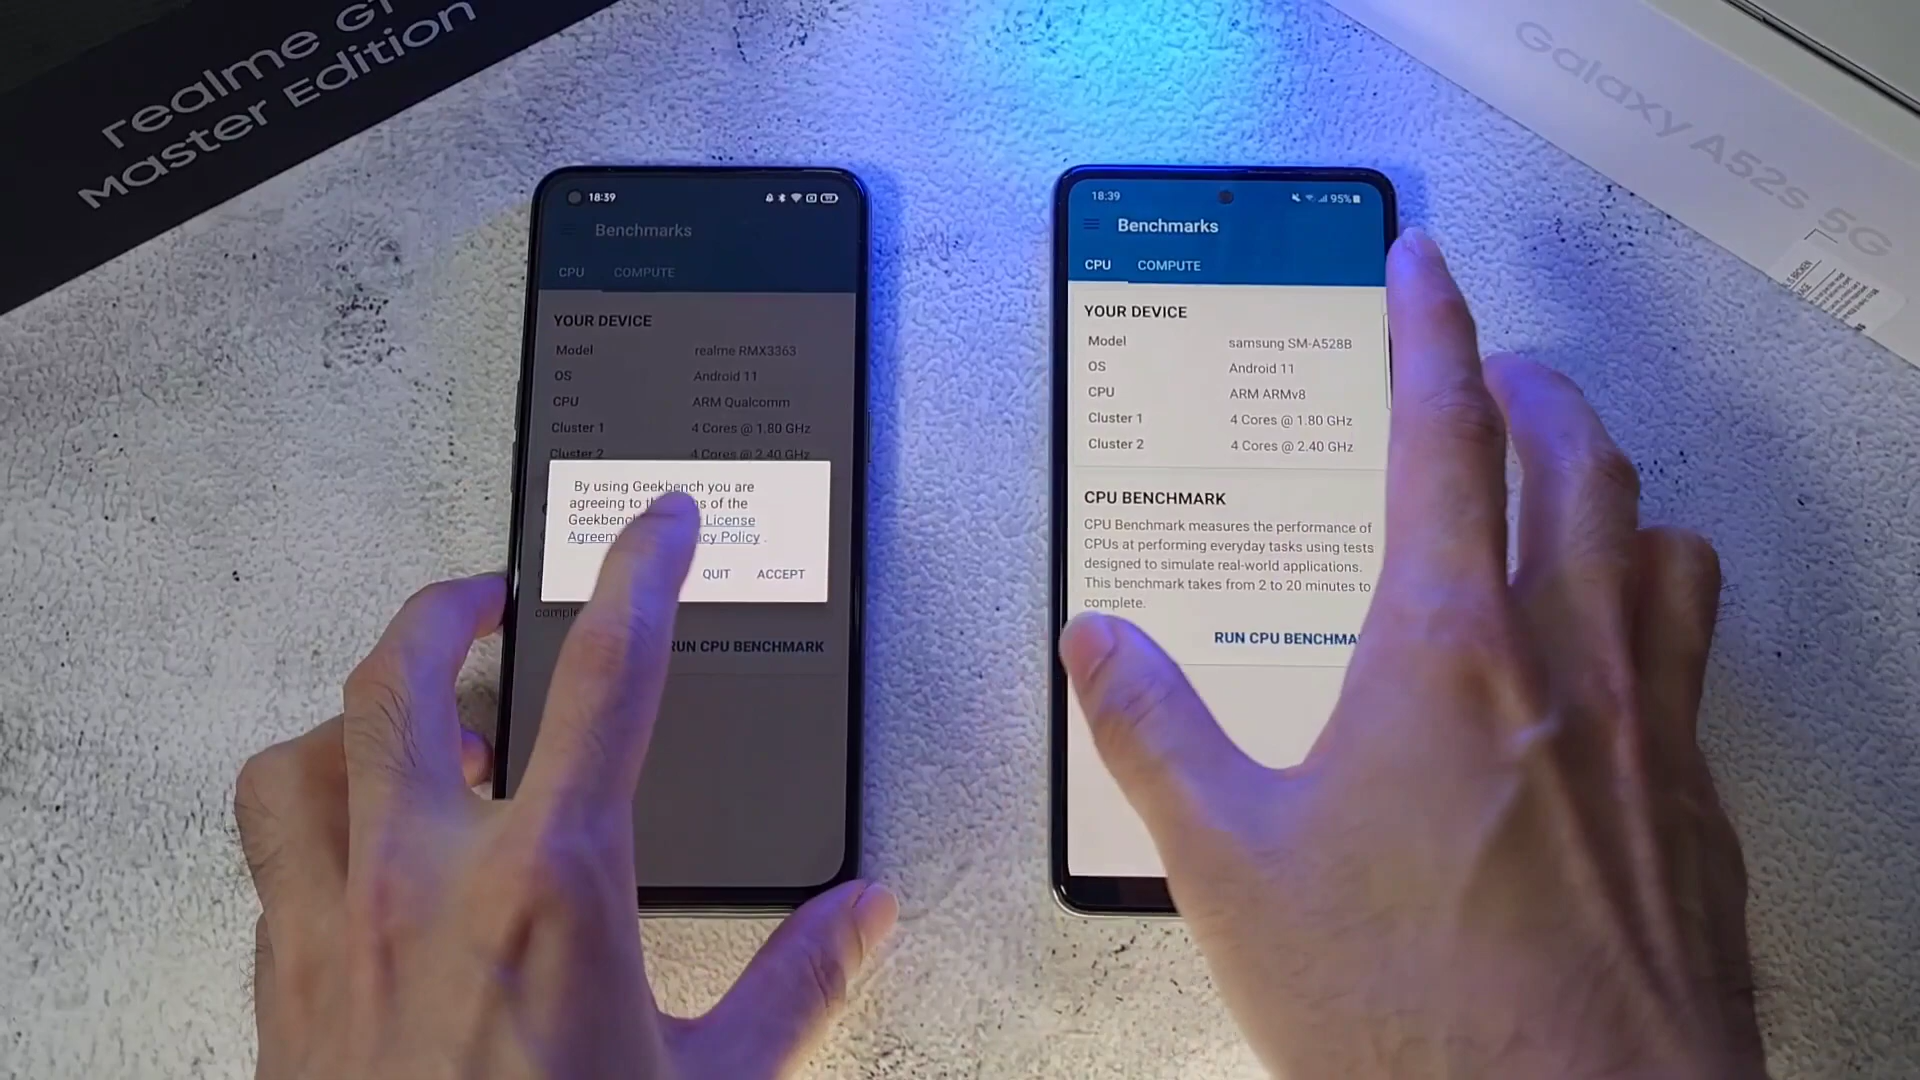 realme GT
Master Edition
Galaxy A52s 5G
18:39
Benchmarks
CPU COMPUTE
YOUR DEVICE
Model realme RMX3363
OS Android 11
CPU ARM Qualcomm
Cluster 1 4 Cores @ 1.80 GHz
Cluster 2 4 Cores @ 2.40 GHz
By using Geekbench you are
agreeing to of the
Geekbench License
Policy .
QUIT ACCEPT
RUN CPU BENCHMARK
18:39 95%
Benchmarks
CPU COMPUTE
YOUR DEVICE
Model samsung SM-A528B
OS Android 11
CPU ARM ARMv8
Cluster 1 4 Cores @ 1.80 GHz
Cluster 2 4 Cores @ 2.40 GHz
CPU BENCHMARK
CPU Benchmark measures the performance of
CPUs at performing everyday tasks using tests
designed to simulate real-world applications.
This benchmark takes from 2 to 20 minutes to
complete.
RUN CPU BENCHMA